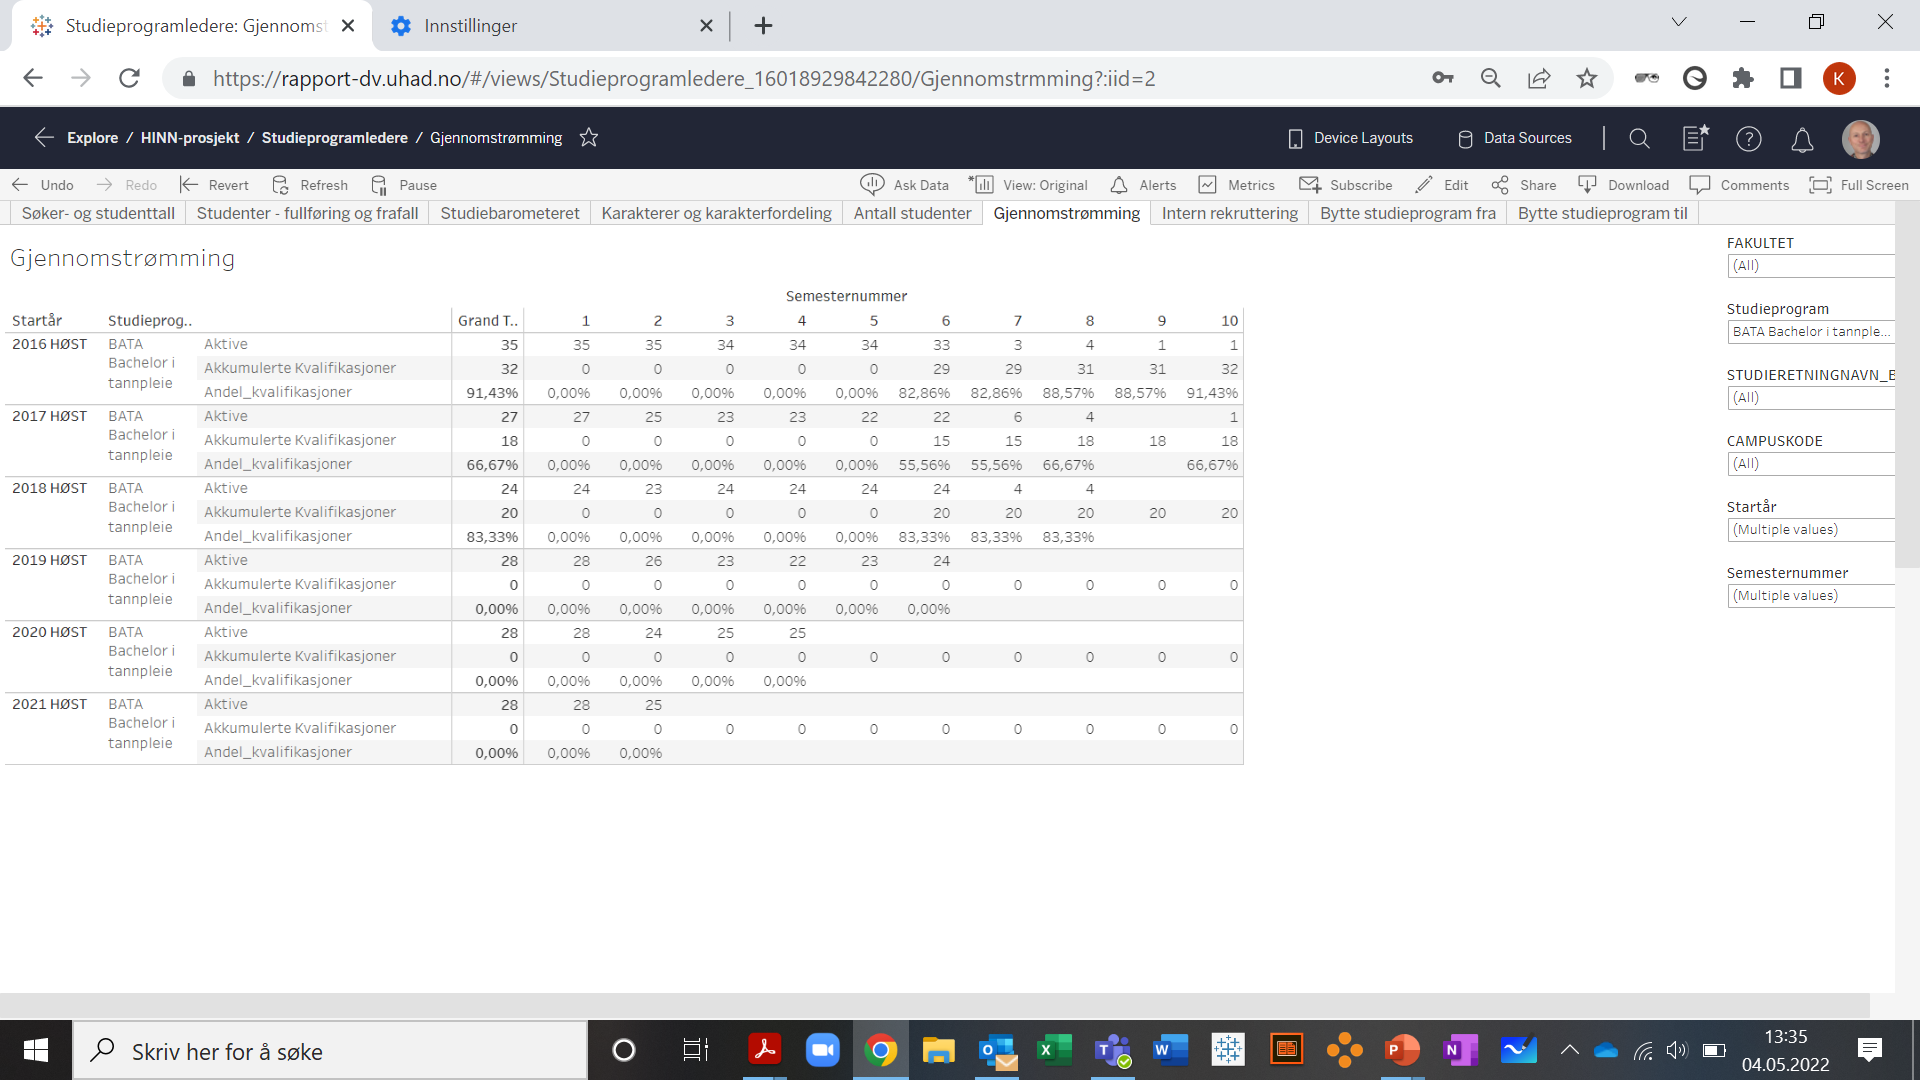 Studieprogramledere: Gjennomst
Innstillinger
https://rapport-dv.uhad.no/#/views/Studieprogramledere_16018929842280/Gjennomstrmming?:iid=2
K
Explore / HINN-prosjekt / Studieprogramledere / Gjennomstrømming
Device Layouts
Data Sources
Undo Redo Revert Refresh Pause Ask Data View: Original Alerts Metrics Subscribe Edit Share Download Comments Full Screen
Søker- og studenttall Studenter - fullføring og frafall Studiebarometeret Karakterer og karakterfordeling Antall studenter Gjennomstrømming Intern rekruttering Bytte studieprogram fra Bytte studieprogram til
Gjennomstrømming
Semesternummer
Startår Studieprog.. Grand T.. 1 2 3 4 5 6 7 8 9 10
2016 HØST BATA Bachelor i tannpleie
Aktive 35 35 35 34 34 34 33 3 4 1 1
Akkumulerte Kvalifikasjoner 32 0 0 0 0 0 29 29 31 31 32
Andel_kvalifikasjoner 91,43% 0,00% 0,00% 0,00% 0,00% 0,00% 82,86% 82,86% 88,57% 88,57% 91,43%
2017 HØST BATA Bachelor i tannpleie
Aktive 27 27 25 23 23 22 22 6 4 1
Akkumulerte Kvalifikasjoner 18 0 0 0 0 0 15 15 18 18 18
Andel_kvalifikasjoner 66,67% 0,00% 0,00% 0,00% 0,00% 0,00% 55,56% 55,56% 66,67% 66,67%
2018 HØST BATA Bachelor i tannpleie
Aktive 24 24 23 24 24 24 24 4 4
Akkumulerte Kvalifikasjoner 20 0 0 0 0 0 20 20 20 20 20
Andel_kvalifikasjoner 83,33% 0,00% 0,00% 0,00% 0,00% 0,00% 83,33% 83,33% 83,33%
2019 HØST BATA Bachelor i tannpleie
Aktive 28 28 26 23 22 23 24
Akkumulerte Kvalifikasjoner 0 0 0 0 0 0 0 0 0 0 0
Andel_kvalifikasjoner 0,00% 0,00% 0,00% 0,00% 0,00% 0,00% 0,00%
2020 HØST BATA Bachelor i tannpleie
Aktive 28 28 24 25 25
Akkumulerte Kvalifikasjoner 0 0 0 0 0 0 0 0 0 0 0
Andel_kvalifikasjoner 0,00% 0,00% 0,00% 0,00% 0,00%
2021 HØST BATA Bachelor i tannpleie
Aktive 28 28 25
Akkumulerte Kvalifikasjoner 0 0 0 0 0 0 0 0 0 0 0
Andel_kvalifikasjoner 0,00% 0,00% 0,00%
FAKULTET
(All)
Studieprogram
BATA Bachelor i tannple...
STUDIERETNINGNAVN_B
(All)
CAMPUSKODE
(All)
Startår
(Multiple values)
Semesternummer
(Multiple values)
Skriv her for å søke
13:35
04.05.2022